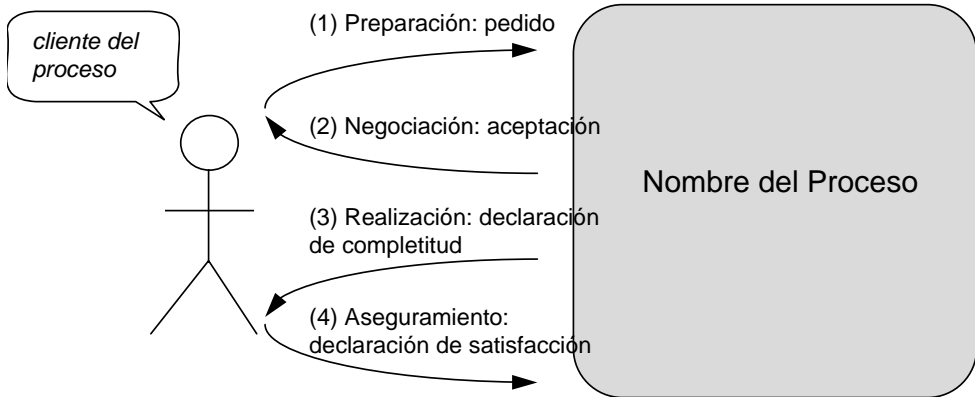 cliente del
proceso
(1) Preparación: pedido
(2) Negociación: aceptación
Nombre del Proceso
(3) Realización: declaración
de completitud
(4) Aseguramiento:
declaración de satisfacción